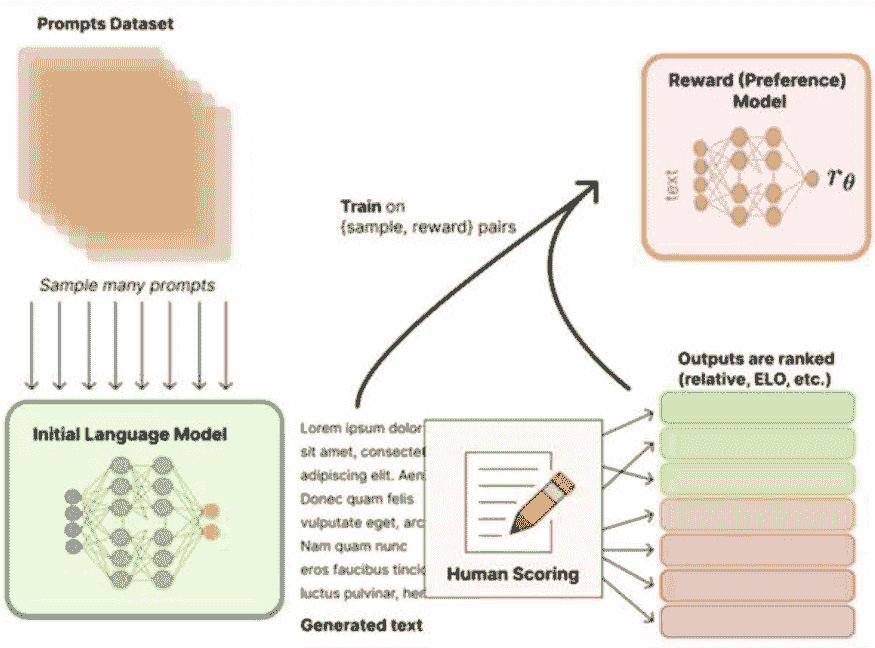 Prompts Dataset
Sample many prompts
Initial Language Model
Train on
{sample, reward} pairs
Reward (Preference)
Model
text
rθ
Outputs are ranked
(relative, ELO, etc.)
Lorem ipsum dolor
sit amet, consectet
adipiscing elit. Aen
Donec quam felis
vulputate eget, arc
Nam quam nunc
eros faucibus tincid
luctus pulvinar, her
Generated text
Human Scoring